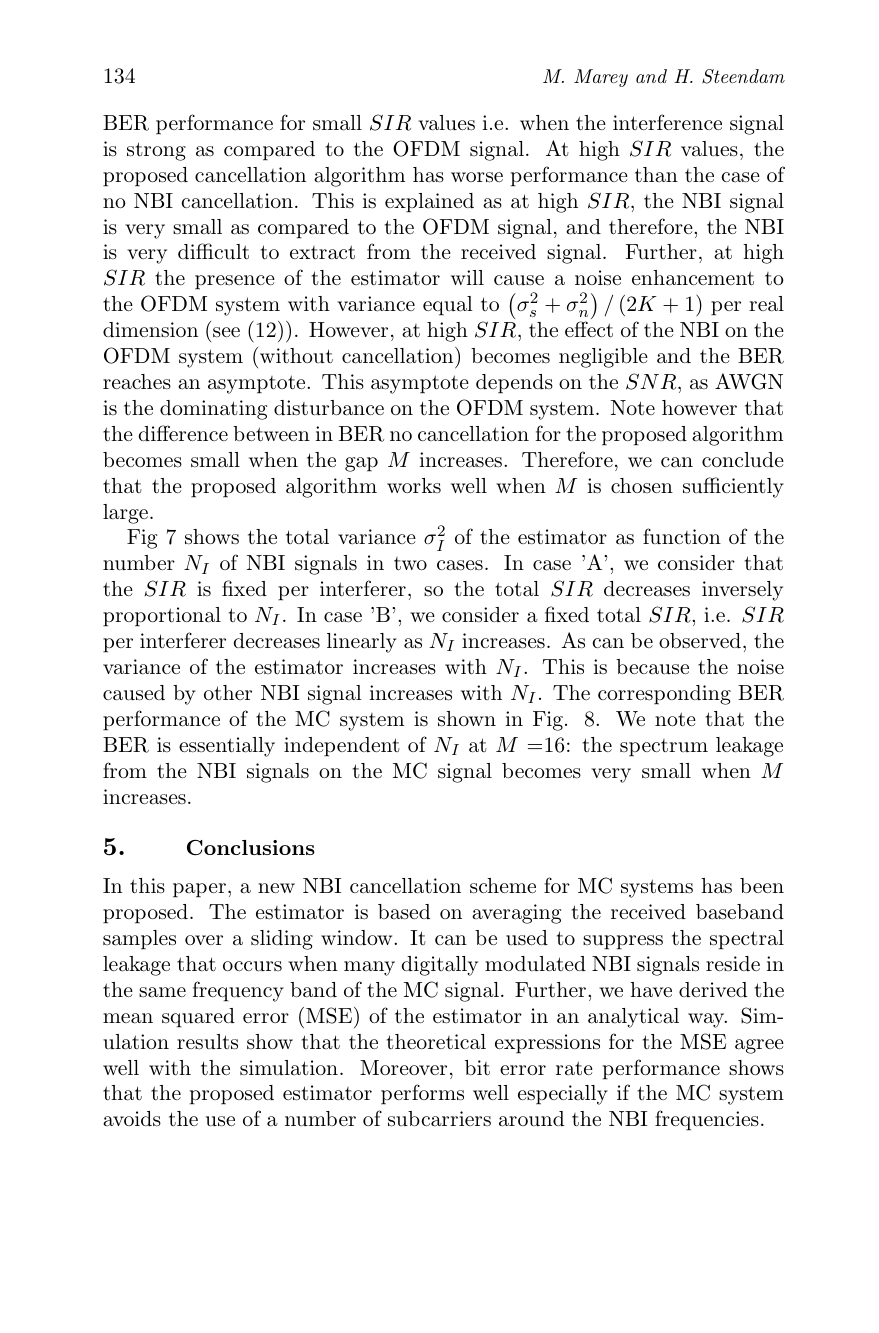 134 M. Marey and H. Steendam
BER performance for small SIR values i.e. when the interference signal
is strong as compared to the OFDM signal. At high SIR values, the
proposed cancellation algorithm has worse performance than the case of
no NBI cancellation. This is explained as at high SIR, the NBI signal
is very small as compared to the OFDM signal, and therefore, the NBI
is very difficult to extract from the received signal. Further, at high
SIR the presence of the estimator will cause a noise enhancement to
the OFDM system with variance equal to (σ_s^2 + σ_n^2) / (2K + 1) per real
dimension (see (12)). However, at high SIR, the effect of the NBI on the
OFDM system (without cancellation) becomes negligible and the BER
reaches an asymptote. This asymptote depends on the SNR, as AWGN
is the dominating disturbance on the OFDM system. Note however that
the difference between in BER no cancellation for the proposed algorithm
becomes small when the gap M increases. Therefore, we can conclude
that the proposed algorithm works well when M is chosen sufficiently
large.
Fig 7 shows the total variance σ_I^2 of the estimator as function of the
number N_I of NBI signals in two cases. In case 'A', we consider that
the SIR is fixed per interferer, so the total SIR decreases inversely
proportional to N_I. In case 'B', we consider a fixed total SIR, i.e. SIR
per interferer decreases linearly as N_I increases. As can be observed, the
variance of the estimator increases with N_I. This is because the noise
caused by other NBI signal increases with N_I. The corresponding BER
performance of the MC system is shown in Fig. 8. We note that the
BER is essentially independent of N_I at M =16: the spectrum leakage
from the NBI signals on the MC signal becomes very small when M
increases.
5. Conclusions
In this paper, a new NBI cancellation scheme for MC systems has been
proposed. The estimator is based on averaging the received baseband
samples over a sliding window. It can be used to suppress the spectral
leakage that occurs when many digitally modulated NBI signals reside in
the same frequency band of the MC signal. Further, we have derived the
mean squared error (MSE) of the estimator in an analytical way. Sim-
ulation results show that the theoretical expressions for the MSE agree
well with the simulation. Moreover, bit error rate performance shows
that the proposed estimator performs well especially if the MC system
avoids the use of a number of subcarriers around the NBI frequencies.